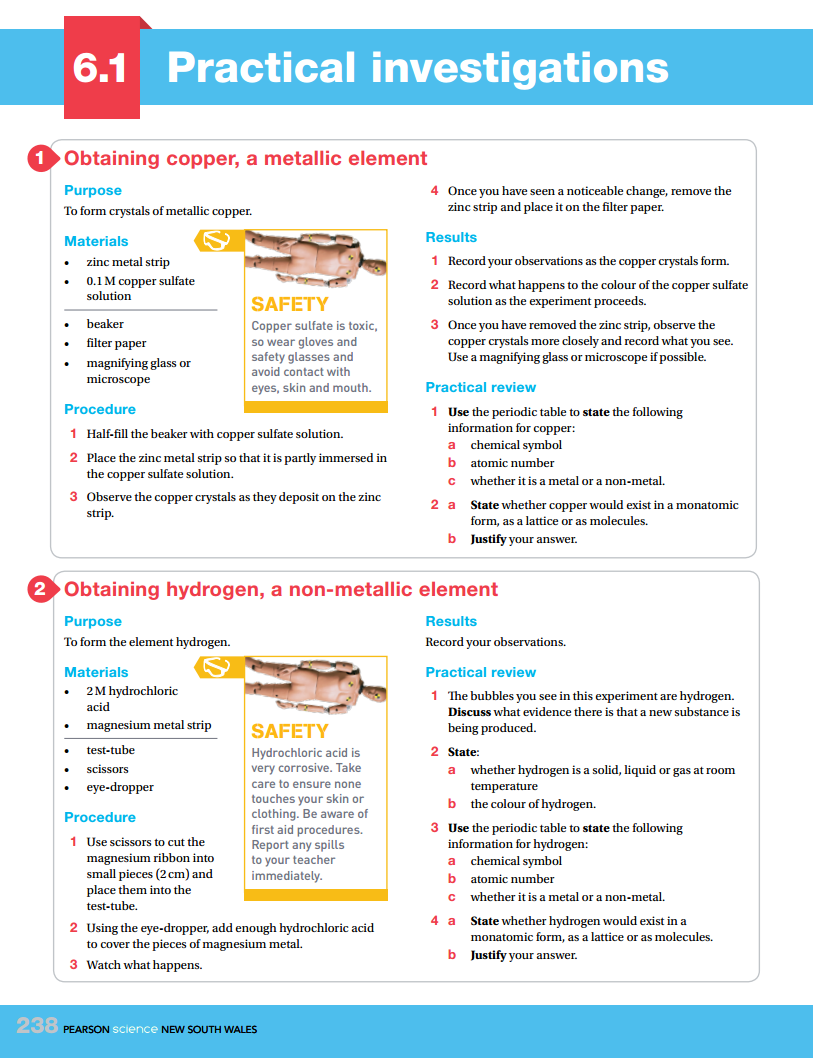 6.1 Practical investigations
1 Obtaining copper, a metallic element
Purpose
To form crystals of metallic copper.
Materials
• zinc metal strip
• 0.1 M copper sulfate
solution
• beaker
• filter paper
• magnifying glass or
microscope
SAFETY
Copper sulfate is toxic,
so wear gloves and
safety glasses and
avoid contact with
eyes, skin and mouth.
Procedure
1 Half-fill the beaker with copper sulfate solution.
2 Place the zinc metal strip so that it is partly immersed in
the copper sulfate solution.
3 Observe the copper crystals as they deposit on the zinc
strip.
4 Once you have seen a noticeable change, remove the
zinc strip and place it on the filter paper.
Results
1 Record your observations as the copper crystals form.
2 Record what happens to the colour of the copper sulfate
solution as the experiment proceeds.
3 Once you have removed the zinc strip, observe the
copper crystals more closely and record what you see.
Use a magnifying glass or microscope if possible.
Practical review
1 Use the periodic table to state the following
information for copper:
a chemical symbol
b atomic number
c whether it is a metal or a non-metal.
2 a State whether copper would exist in a monatomic
form, as a lattice or as molecules.
b Justify your answer.
2 Obtaining hydrogen, a non-metallic element
Purpose
To form the element hydrogen.
Materials
• 2 M hydrochloric
acid
• magnesium metal strip
• test-tube
• scissors
• eye-dropper
SAFETY
Hydrochloric acid is
very corrosive. Take
care to ensure none
touches your skin or
clothing. Be aware of
first aid procedures.
Report any spills
to your teacher
immediately.
Procedure
1 Use scissors to cut the
magnesium ribbon into
small pieces (2 cm) and
place them into the
test-tube.
2 Using the eye-dropper, add enough hydrochloric acid
to cover the pieces of magnesium metal.
3 Watch what happens.
Results
Record your observations.
Practical review
1 The bubbles you see in this experiment are hydrogen.
Discuss what evidence there is that a new substance is
being produced.
2 State:
a whether hydrogen is a solid, liquid or gas at room
temperature
b the colour of hydrogen.
3 Use the periodic table to state the following
information for hydrogen:
a chemical symbol
b atomic number
c whether it is a metal or a non-metal.
4 a State whether hydrogen would exist in a
monatomic form, as a lattice or as molecules.
b Justify your answer.
238 PEARSON science NEW SOUTH WALES